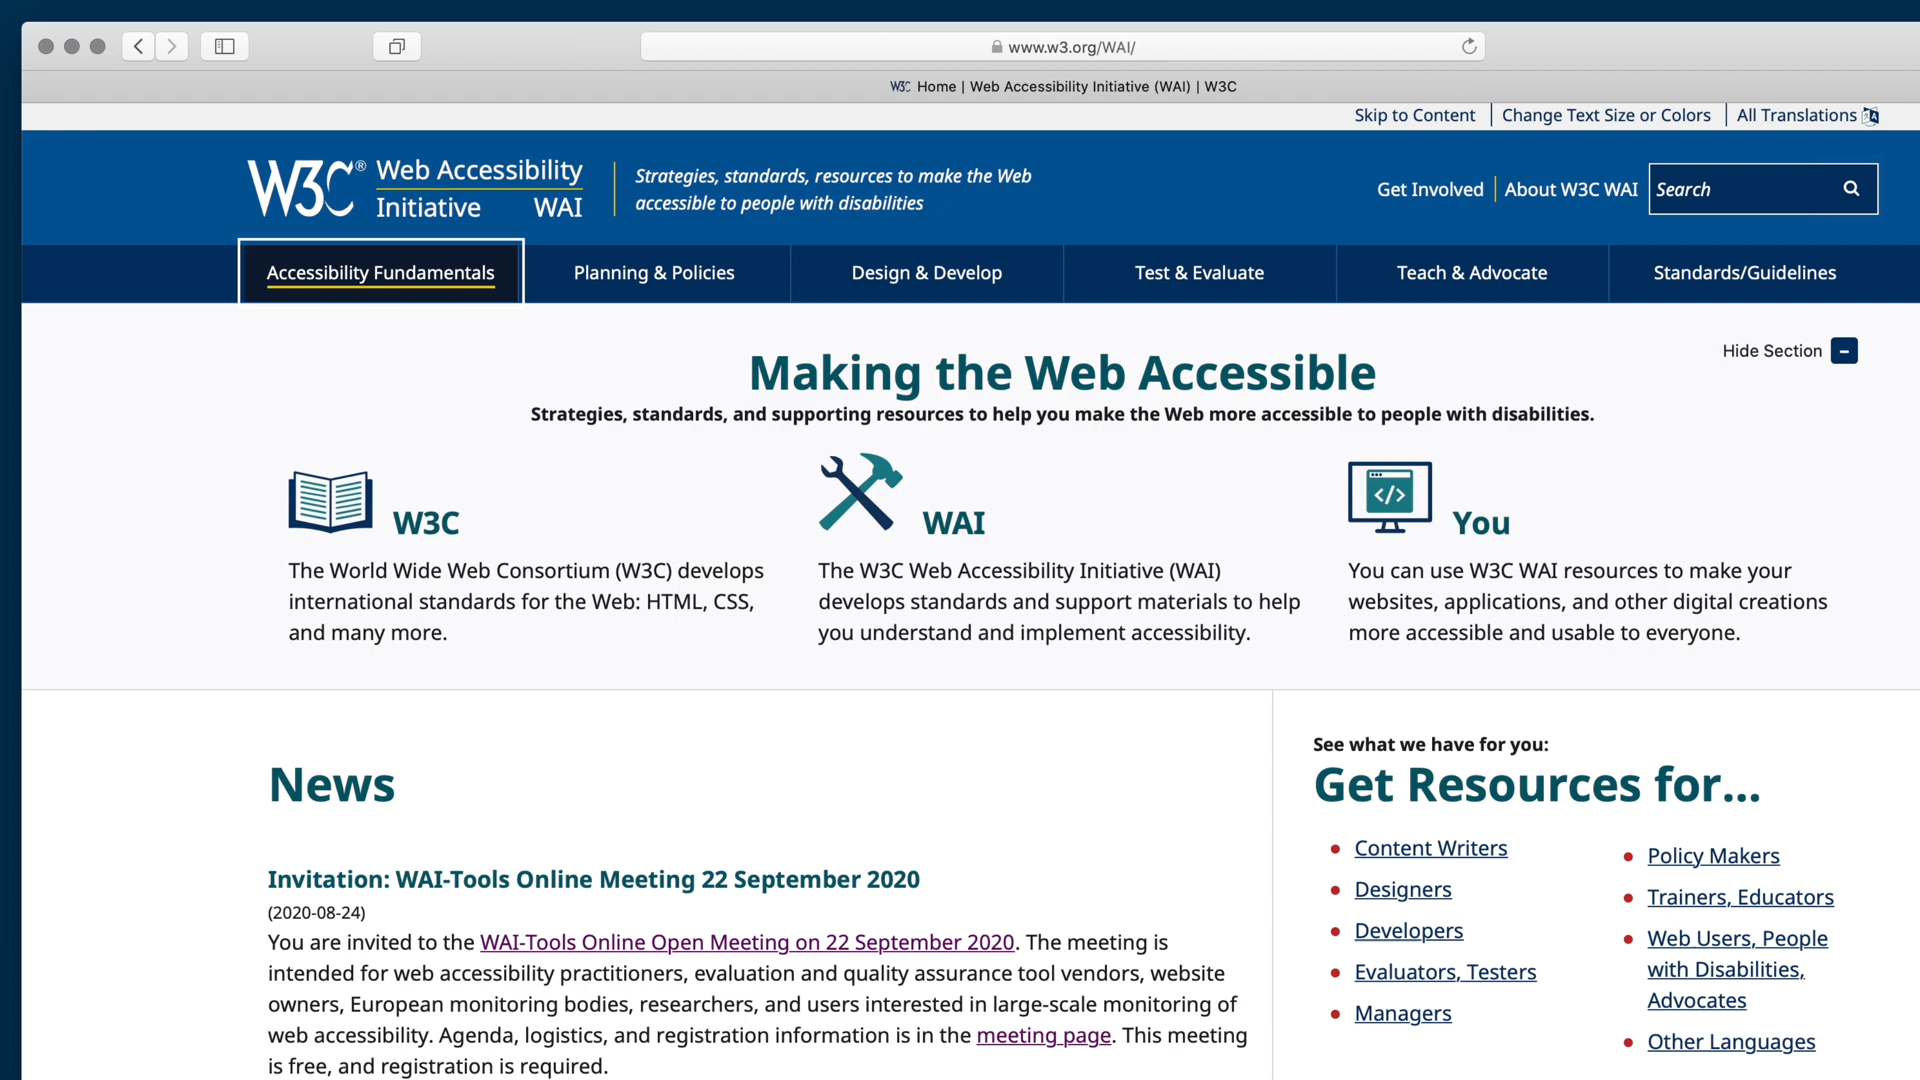 www.w3.org/WAI/
W3C Home | Web Accessibility Initiative (WAI) | W3C
Skip to Content
Change Text Size or Colors
All Translations
W3C® Web Accessibility
Initiative WAI
Strategies, standards, resources to make the Web
accessible to people with disabilities
Get Involved
About W3C WAI
Search
Accessibility Fundamentals
Planning & Policies
Design & Develop
Test & Evaluate
Teach & Advocate
Standards/Guidelines
Hide Section
Making the Web Accessible
Strategies, standards, and supporting resources to help you make the Web more accessible to people with disabilities.
W3C
The World Wide Web Consortium (W3C) develops
international standards for the Web: HTML, CSS,
and many more.
WAI
The W3C Web Accessibility Initiative (WAI)
develops standards and support materials to help
you understand and implement accessibility.
</>
You
You can use W3C WAI resources to make your
websites, applications, and other digital creations
more accessible and usable to everyone.
News
Invitation: WAI-Tools Online Meeting 22 September 2020
(2020-08-24)
You are invited to the WAI-Tools Online Open Meeting on 22 September 2020. The meeting is
intended for web accessibility practitioners, evaluation and quality assurance tool vendors, website
owners, European monitoring bodies, researchers, and users interested in large-scale monitoring of
web accessibility. Agenda, logistics, and registration information is in the meeting page. This meeting
is free, and registration is required.
See what we have for you:
Get Resources for...
Content Writers
Designers
Developers
Evaluators, Testers
Managers
Policy Makers
Trainers, Educators
Web Users, People
with Disabilities,
Advocates
Other Languages